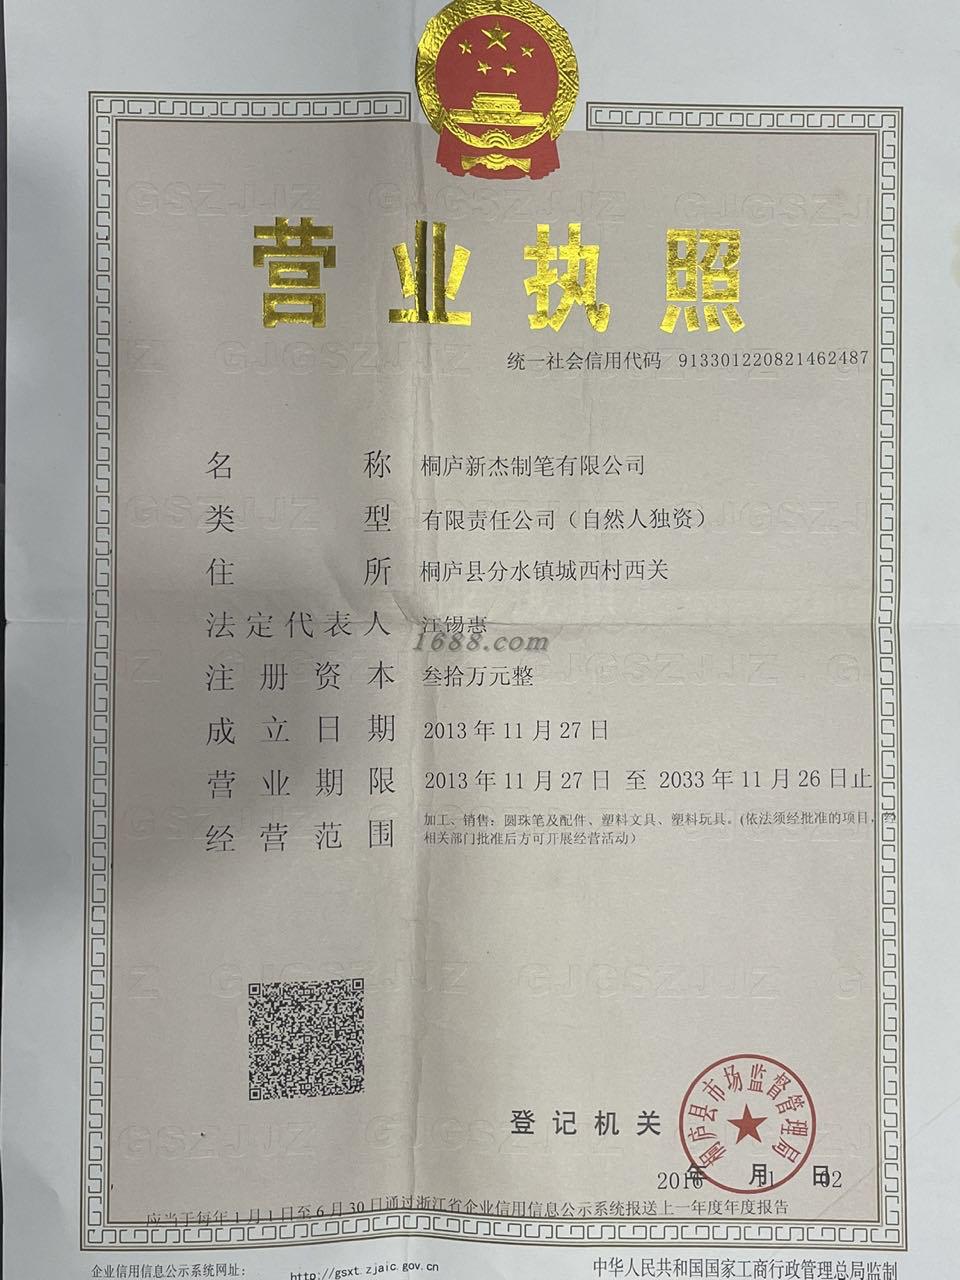 营业执照
统一社会信用代码 913301220821462487
名称 桐庐新杰制笔有限公司
类型 有限责任公司（自然人独资）
住所 桐庐县分水镇城西村西关
法定代表人 汪锡惠
1688.com
注册资本 叁拾万元整
成立日期 2013年11月27日
营业期限 2013年11月27日 至 2033年11月26日止
经营范围 加工、销售：圆珠笔及配件、塑料文具、塑料玩具。(依法须经批准的项目，经
相关部门批准后方可开展经营活动）
桐庐县市场监督管理局
登记机关
2016年11月02日
应当于每年1月1日至6月30日通过浙江省企业信用信息公示系统报送上一年度年度报告
企业信用信息公示系统网址： http://gsxt.zjaic.gov.cn 中华人民共和国国家工商行政管理总局监制